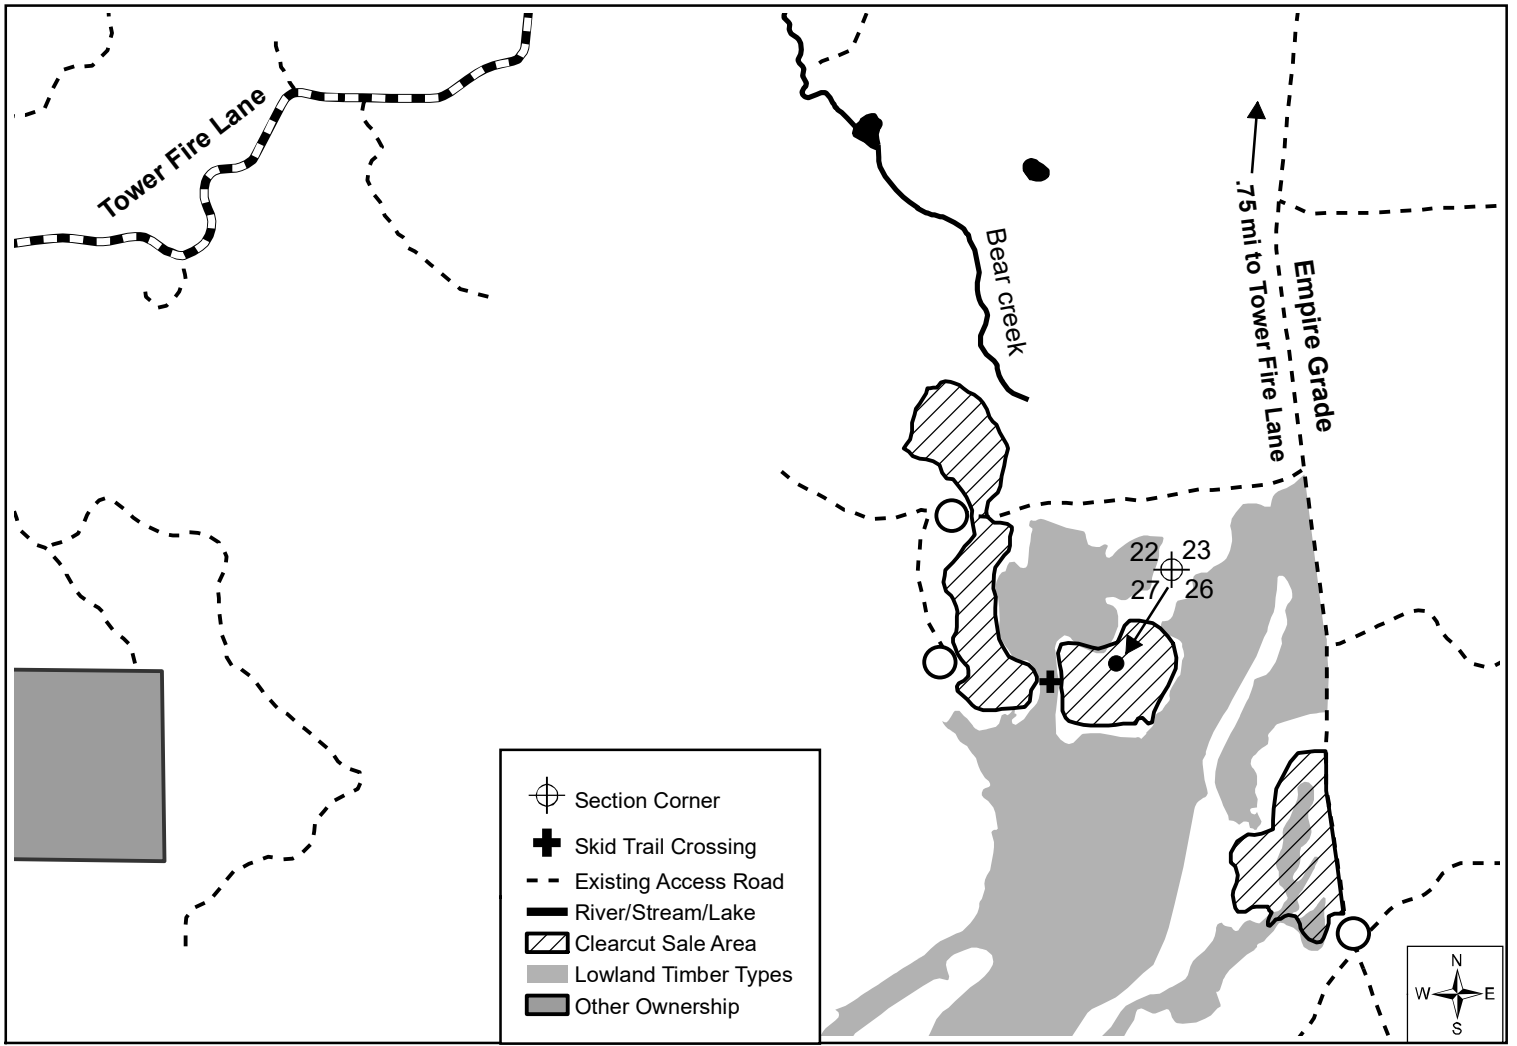 Tower Fire Lane
Bear creek
.75 mi to Tower Fire Lane
Empire Grade
22 23
27 26
Section Corner
Skid Trail Crossing
Existing Access Road
River/Stream/Lake
Clearcut Sale Area
Lowland Timber Types
Other Ownership
N
W E
S